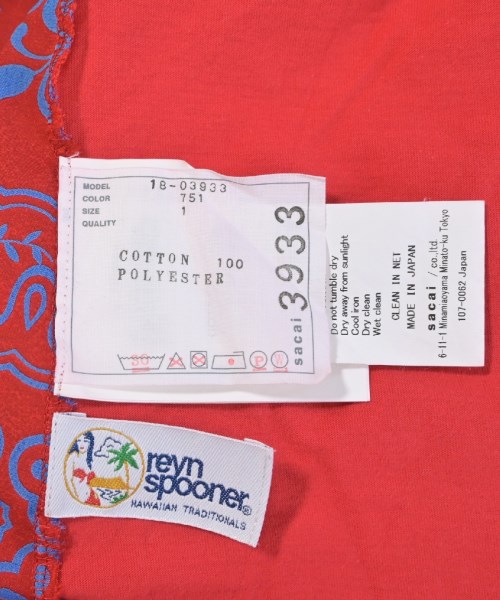 MODEL 18-03933
COLOR 751
SIZE 1
QUALITY
COTTON 100
POLYESTER
30
P
W
sacai 3933
Do not tumble dry
Dry away from sunlight
Cool iron
Dry clean
Wet clean
CLEAN IN NET
MADE IN JAPAN
sacai / co.,ltd.
6-11-1 Minamiaoyama Minato-ku Tokyo
107-0062 Japan
reyn
spooner®
HAWAIIAN TRADITIONALS